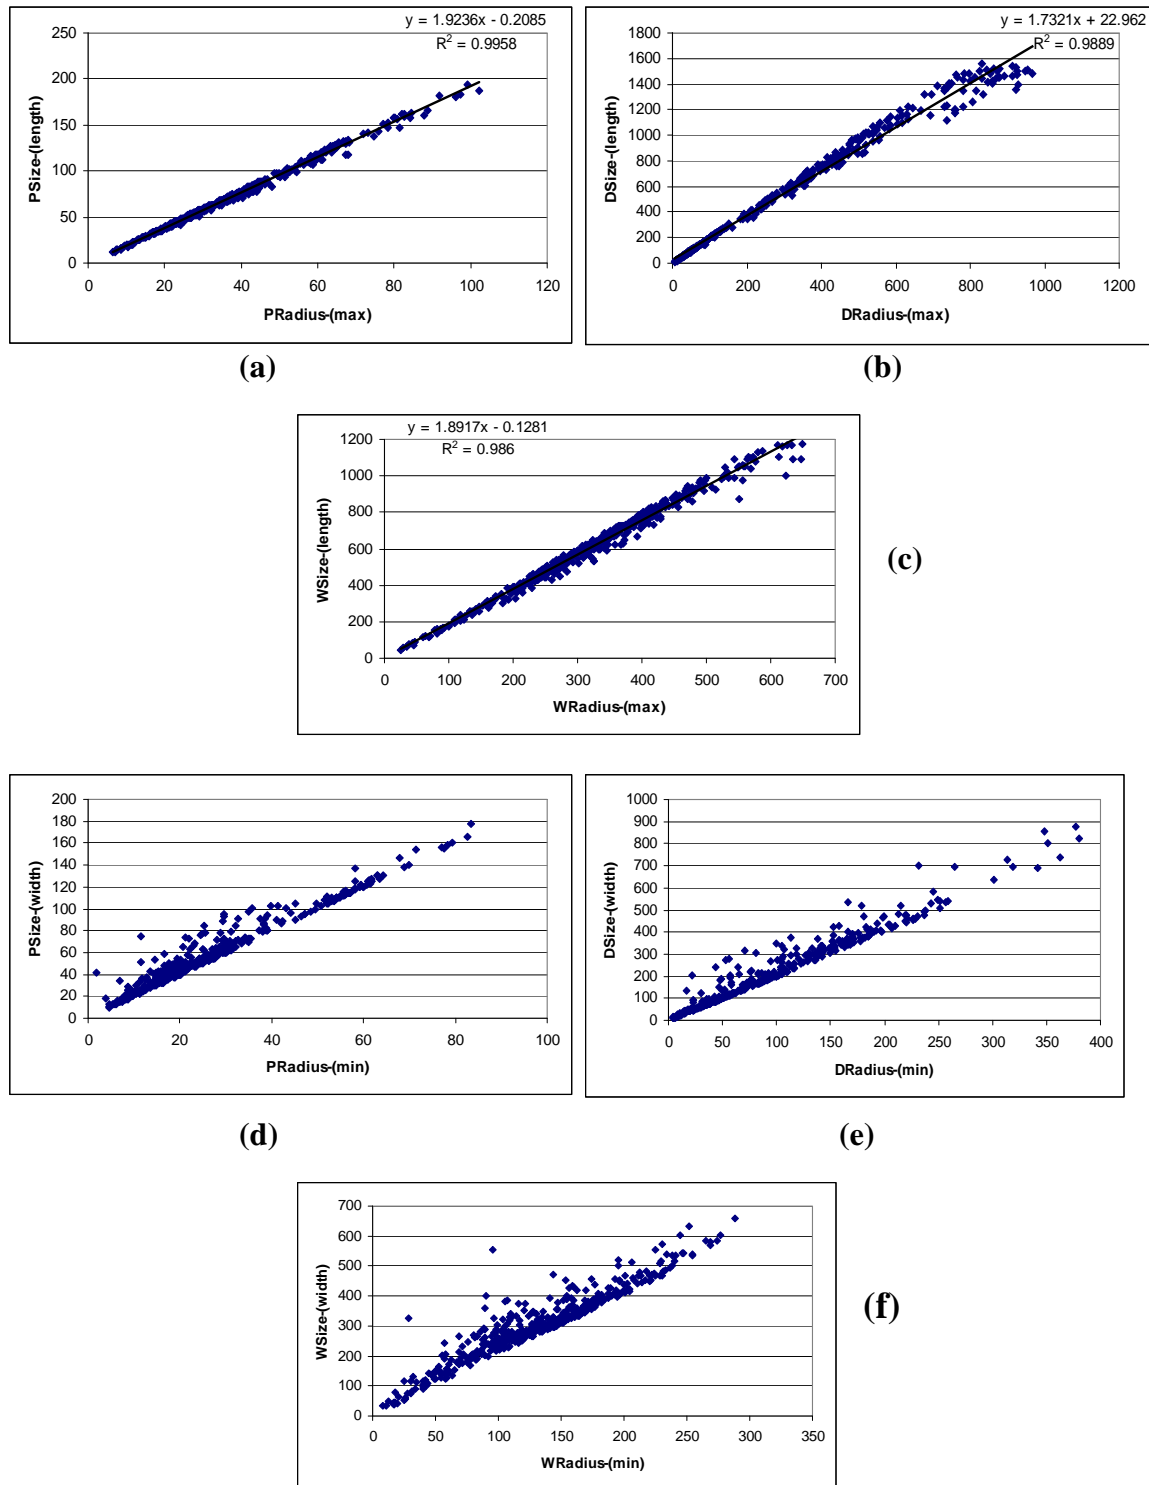 y = 1.9236x - 0.2085
R² = 0.9958
250
200
150
100
50
0
0 20 40 60 80 100 120
PSize-(length)
PRadius-(max)
(a)
y = 1.7321x + 22.962
R² = 0.9889
1800
1600
1400
1200
1000
800
600
400
200
0
0 200 400 600 800 1000 1200
DSize-(length)
DRadius-(max)
(b)
y = 1.8917x - 0.1281
R² = 0.986
1200
1000
800
600
400
200
0
0 100 200 300 400 500 600 700
WSize-(length)
WRadius-(max)
(c)
200
180
160
140
120
100
80
60
40
20
0
0 20 40 60 80 100
PSize-(width)
PRadius-(min)
(d)
1000
900
800
700
600
500
400
300
200
100
0
0 50 100 150 200 250 300 350 400
DSize-(width)
DRadius-(min)
(e)
700
600
500
400
300
200
100
0
0 50 100 150 200 250 300 350
WSize-(width)
WRadius-(min)
(f)